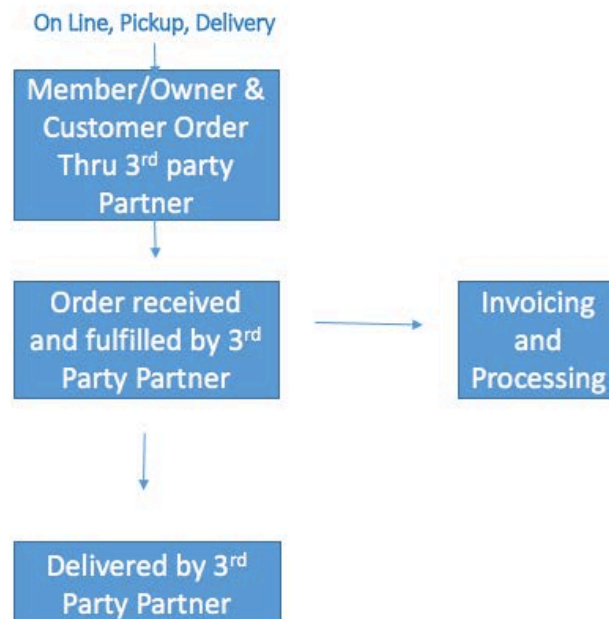 On Line, Pickup, Delivery
Member/Owner &
Customer Order
Thru 3rd party
Partner
Order received
and fulfilled by 3rd
Party Partner
Invoicing
and
Processing
Delivered by 3rd
Party Partner